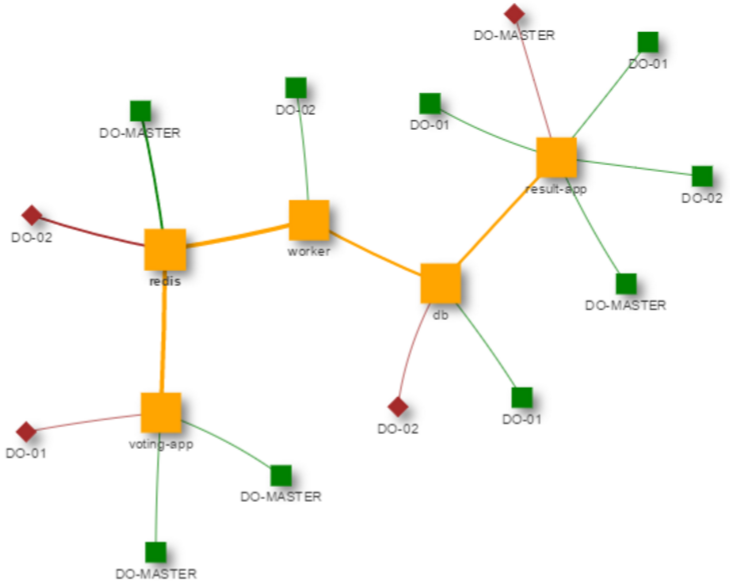 DO-MASTER
DO-01
DO-02
DO-01
DO-MASTER
result-app
DO-02
DO-02
worker
redis
DO-MASTER
db
DO-02
DO-01
voting-app
DO-01
DO-MASTER
DO-MASTER